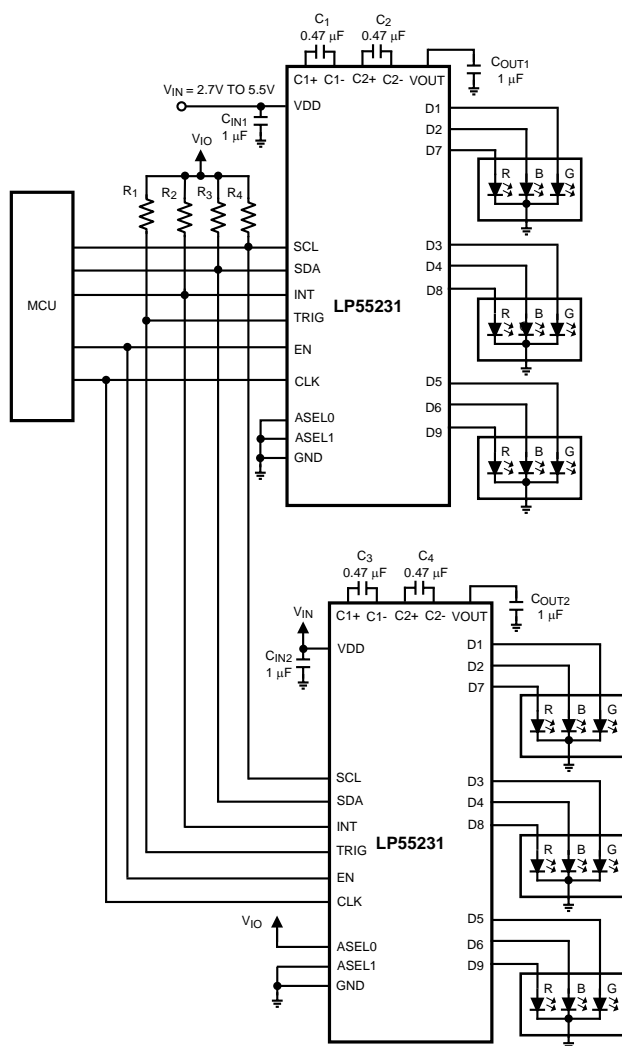 C1
0.47 µF
C2
0.47 µF
COUT1
1 µF
C1+ C1- C2+ C2- VOUT
VIN = 2.7V TO 5.5V
VDD
CIN1
1 µF
VIO
R1
R2
R3
R4
D1
D2
D7
R B G
MCU
SCL
SDA
INT
TRIG
EN
CLK
ASEL0
ASEL1
GND
LP55231
D3
D4
D8
R B G
D5
D6
D9
R B G
C3
0.47 µF
C4
0.47 µF
COUT2
1 µF
C1+ C1- C2+ C2- VOUT
VIN
VDD
CIN2
1 µF
D1
D2
D7
R B G
SCL
SDA
INT
TRIG
EN
CLK
VIO
ASEL0
ASEL1
GND
LP55231
D3
D4
D8
R B G
D5
D6
D9
R B G